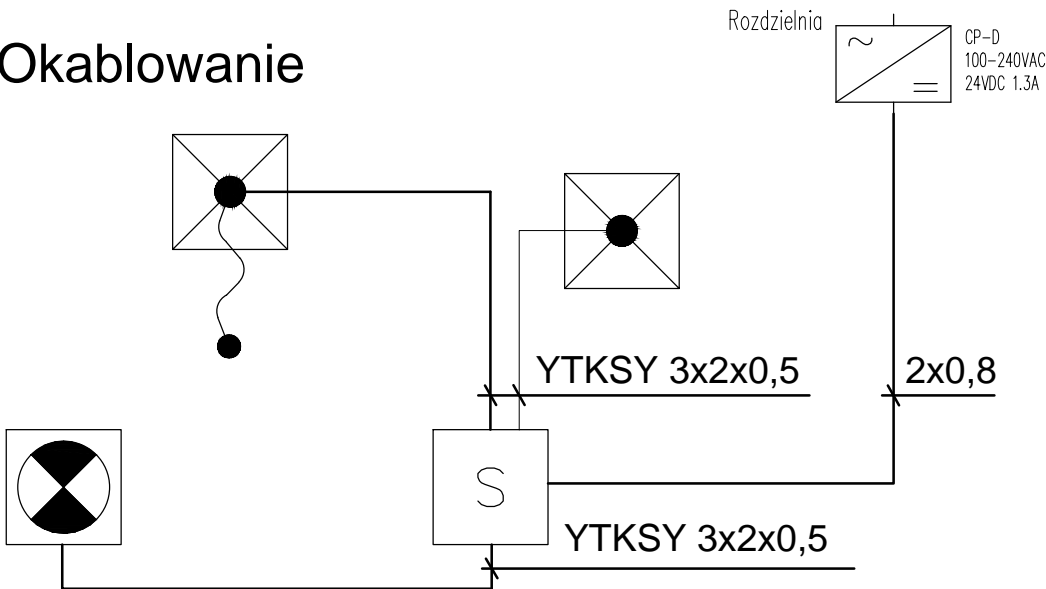 Rozdzielnia
CP-D
100-240VAC
24VDC 1.3A
Okablowanie
YTKSY 3x2x0,5
2x0,8
S
YTKSY 3x2x0,5